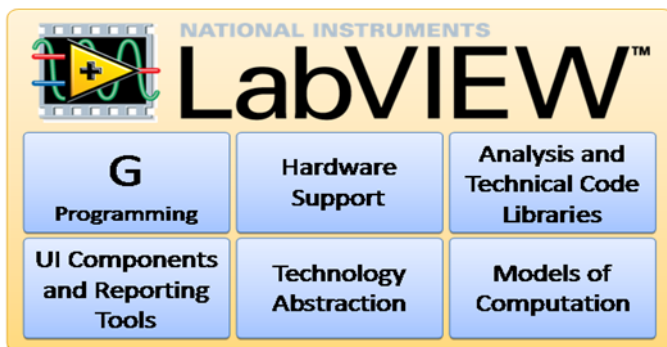 NATIONAL INSTRUMENTS
LabVIEW™
G
Programming
Hardware
Support
Analysis and
Technical Code
Libraries
UI Components
and Reporting
Tools
Technology
Abstraction
Models of
Computation